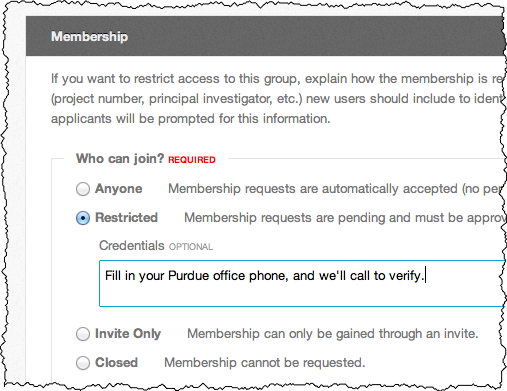 Membership
If you want to restrict access to this group, explain how the membership is re
(project number, principal investigator, etc.) new users should include to iden
applicants will be prompted for this information.
Who can join? REQUIRED
Anyone Membership requests are automatically accepted (no per
Restricted Membership requests are pending and must be approv
Credentials OPTIONAL
Fill in your Purdue office phone, and we'll call to verify.
Invite Only Membership can only be gained through an invite.
Closed Membership cannot be requested.